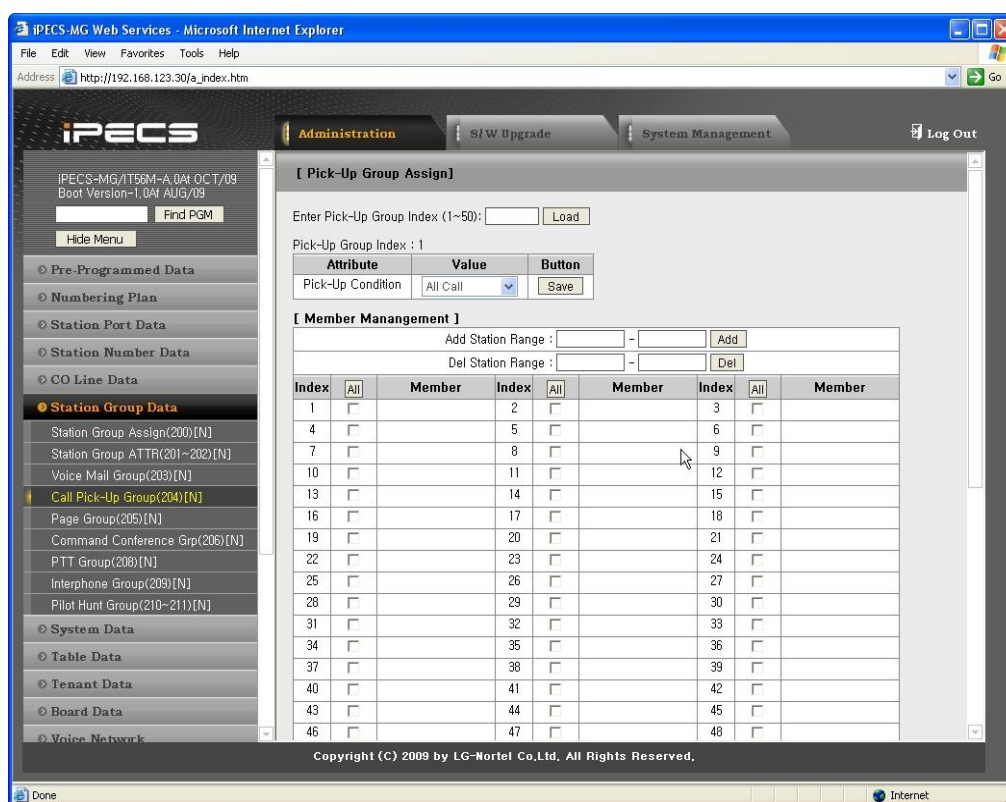 iPECS-MG Web Services - Microsoft Internet Explorer
File Edit View Favorites Tools Help
Address http://192.168.123.30/a_index.htm Go
iPECS Administration S/W Upgrade System Management Log Out
iPECS-MG/IT56M-A.0At OCT/09
Boot Version-1.0Af AUG/09
Find PGM
Hide Menu
Pre-Programmed Data
Numbering Plan
Station Port Data
Station Number Data
CO Line Data
Station Group Data
Station Group Assign(200)[N]
Station Group ATTR(201~202)[N]
Voice Mail Group(203)[N]
Call Pick-Up Group(204)[N]
Page Group(205)[N]
Command Conference Grp(206)[N]
PTT Group(208)[N]
Interphone Group(209)[N]
Pilot Hunt Group(210~211)[N]
System Data
Table Data
Tenant Data
Board Data
Voice Network
[ Pick-Up Group Assign]
Enter Pick-Up Group Index (1~50): Load
Pick-Up Group Index : 1
Attribute Value Button
Pick-Up Condition All Call Save
[ Member Manangement ]
Add Station Range : - Add
Del Station Range : - Del
Index All Member Index All Member Index All Member
1 2 3
4 5 6
7 8 9
10 11 12
13 14 15
16 17 18
19 20 21
22 23 24
25 26 27
28 29 30
31 32 33
34 35 36
37 38 39
40 41 42
43 44 45
46 47 48
Copyright (C) 2009 by LG-Nortel Co,Ltd, All Rights Reserved,
Done Internet